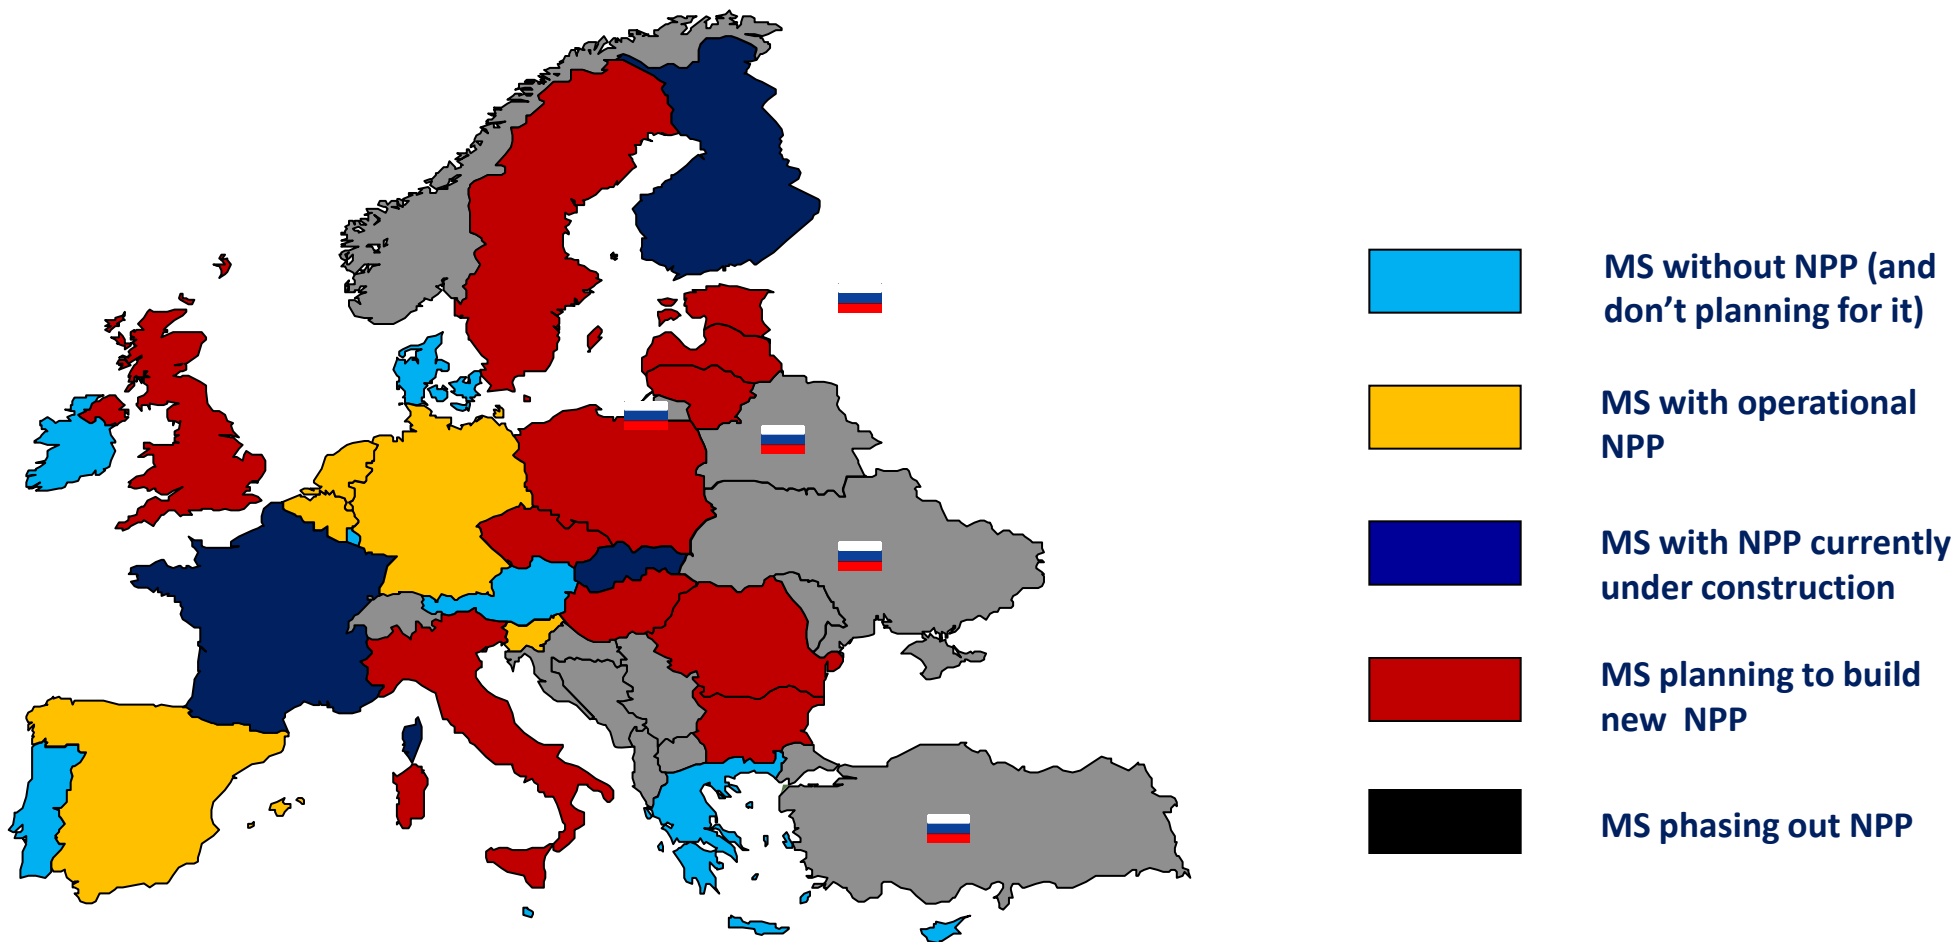 MS without NPP (and
don’t planning for it)
MS with operational
NPP
MS with NPP currently
under construction
MS planning to build
new NPP
MS phasing out NPP